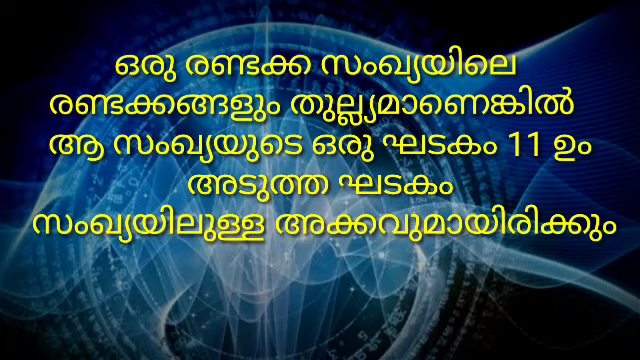 ഒരു രണ്ടക്ക സംഖ്യയിലെ
രണ്ടക്കങ്ങളും തുല്ല്യമാണെങ്കിൽ
ആ സംഖ്യയുടെ ഒരു ഘടകം 11 ഉം
അടുത്ത ഘടകം
സംഖ്യയിലുള്ള അക്കവുമായിരിക്കും